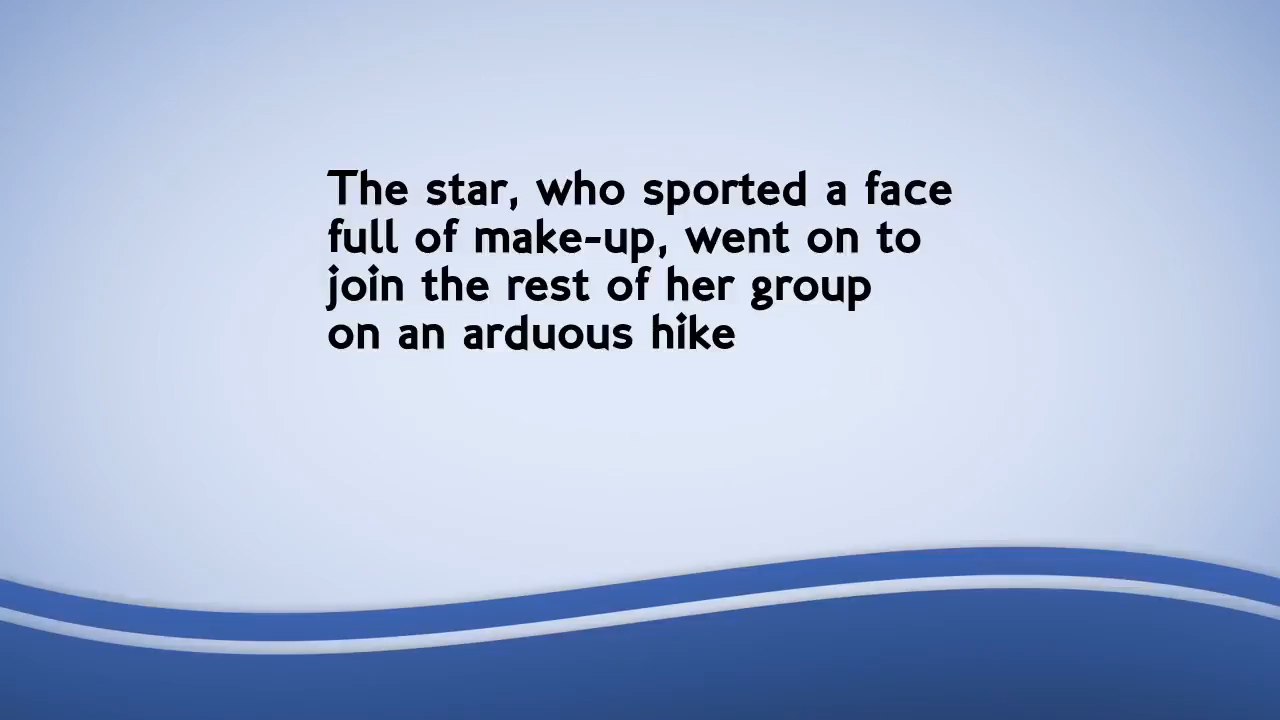 The star, who sported a face
full of make-up, went on to
join the rest of her group
on an arduous hike